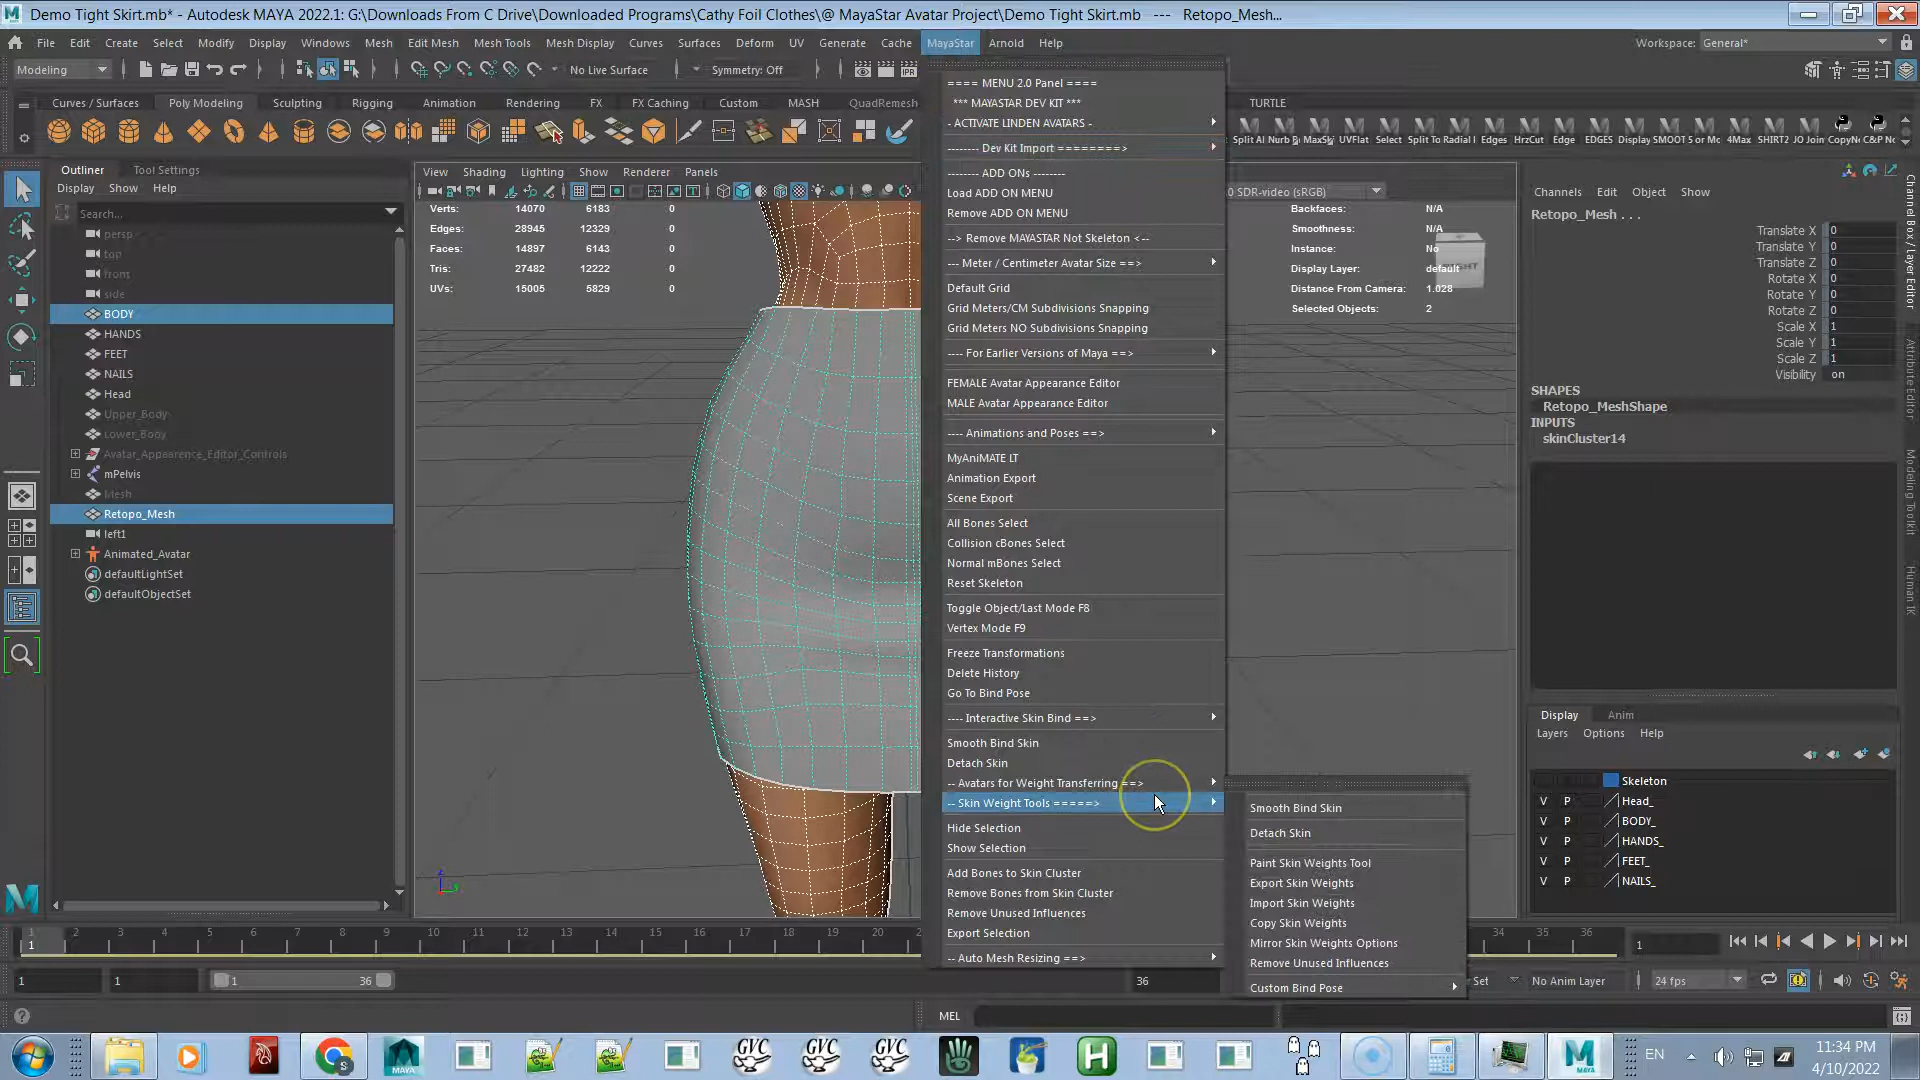 Demo Tight Skirt.mb* - Autodesk MAYA 2022.1: G:\Downloads From C Drive\Downloaded Programs\Cathy Foil Clothes\@ MayaStar Avatar Project\Demo Tight Skirt.mb --- Retopo_Mesh...
File Edit Create Select Modify Display Windows Mesh Edit Mesh Mesh Tools Mesh Display Curves Surfaces Deform UV Generate Cache MayaStar Arnold Help
Workspace: General*
Modeling No Live Surface Symmetry: Off
Curves / Surfaces Poly Modeling Sculpting Rigging Animation Rendering FX FX Caching Custom MASH QuadRemesh TURTLE
Split Al Nurb MaxSk UVFlat Select Split To Radial Edges HrzCut Edge EDGES Display SMOOT 5 or Mo 4Max SHIRT2 JO Join CopyNo C&P No
Outliner Tool Settings
Display Show Help
Search...
persp
top
front
side
BODY
HANDS
FEET
NAILS
Head
Upper_Body
Lower_Body
Avatar_Appearence_Editor_Controls
mPelvis
Mesh
Retopo_Mesh
left1
Animated_Avatar
defaultLightSet
defaultObjectSet
View Shading Lighting Show Renderer Panels
0 SDR-video (sRGB)
Verts: 14070 6183 0
Edges: 28945 12329 0
Faces: 14897 6143 0
Tris: 27482 12222 0
UVs: 15005 5829 0
Backfaces: N/A
Smoothness: N/A
Instance: No
Display Layer: default
Distance From Camera: 1.028
Selected Objects: 2
==== MENU 2.0 Panel ====
*** MAYASTAR DEV KIT ***
- ACTIVATE LINDEN AVATARS -
-------- Dev Kit Import ========>
-------- ADD ONs --------
Load ADD ON MENU
Remove ADD ON MENU
--> Remove MAYASTAR Not Skeleton <--
--- Meter / Centimeter Avatar Size ==>
Default Grid
Grid Meters/CM Subdivisions Snapping
Grid Meters NO Subdivisions Snapping
---- For Earlier Versions of Maya ==>
FEMALE Avatar Appearance Editor
MALE Avatar Appearance Editor
---- Animations and Poses ==>
MyAniMATE LT
Animation Export
Scene Export
All Bones Select
Collision cBones Select
Normal mBones Select
Reset Skeleton
Toggle Object/Last Mode F8
Vertex Mode F9
Freeze Transformations
Delete History
Go To Bind Pose
---- Interactive Skin Bind ==>
Smooth Bind Skin
Detach Skin
-- Avatars for Weight Transferring ==>
-- Skin Weight Tools =====>
Hide Selection
Show Selection
Add Bones to Skin Cluster
Remove Bones from Skin Cluster
Remove Unused Influences
Export Selection
-- Auto Mesh Resizing ==>
Smooth Bind Skin
Detach Skin
Paint Skin Weights Tool
Export Skin Weights
Import Skin Weights
Copy Skin Weights
Mirror Skin Weights Options
Remove Unused Influences
Custom Bind Pose
Channels Edit Object Show
Retopo_Mesh . . .
Translate X 0
Translate Y 0
Translate Z 0
Rotate X 0
Rotate Y 0
Rotate Z 0
Scale X 1
Scale Y 1
Scale Z 1
Visibility on
SHAPES
Retopo_MeshShape
INPUTS
skinCluster14
Display Anim
Layers Options Help
Skeleton
V P Head_
V P BODY_
V P HANDS_
V P FEET_
V P NAILS_
Channel Box / Layer Editor
Attribute Editor
Modeling Toolkit
Human IK
1 2 3 4 5 6 7 8 9 10 11 12 13 14 15 16 17 18 19 20 34 35 36
1
1
1 1 1 36 36 Set No Anim Layer 24 fps
MEL
EN 11:34 PM
4/10/2022